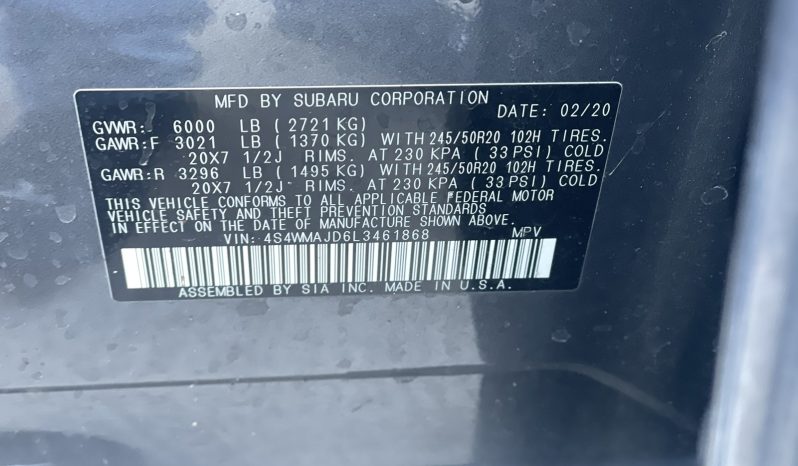 MFD BY SUBARU CORPORATION DATE: 02/20
GVWR: 6000 LB ( 2721 KG)
GAWR:F 3021 LB ( 1370 KG) WITH 245/50R20 102H TIRES.
20X7 1/2J RIMS. AT 230 KPA ( 33 PSI) COLD
GAWR:R 3296 LB ( 1495 KG) WITH 245/50R20 102H TIRES.
20X7 1/2J RIMS. AT 230 KPA ( 33 PSI) COLD
THIS VEHICLE CONFORMS TO ALL APPLICABLE FEDERAL MOTOR
VEHICLE SAFETY AND THEFT PREVENTION STANDARDS
IN EFFECT ON THE DATE OF MANUFACTURE SHOWN ABOVE.
VIN: 4S4WMAJD6L3461868 MPV
ASSEMBLED BY SIA INC. MADE IN U.S.A.